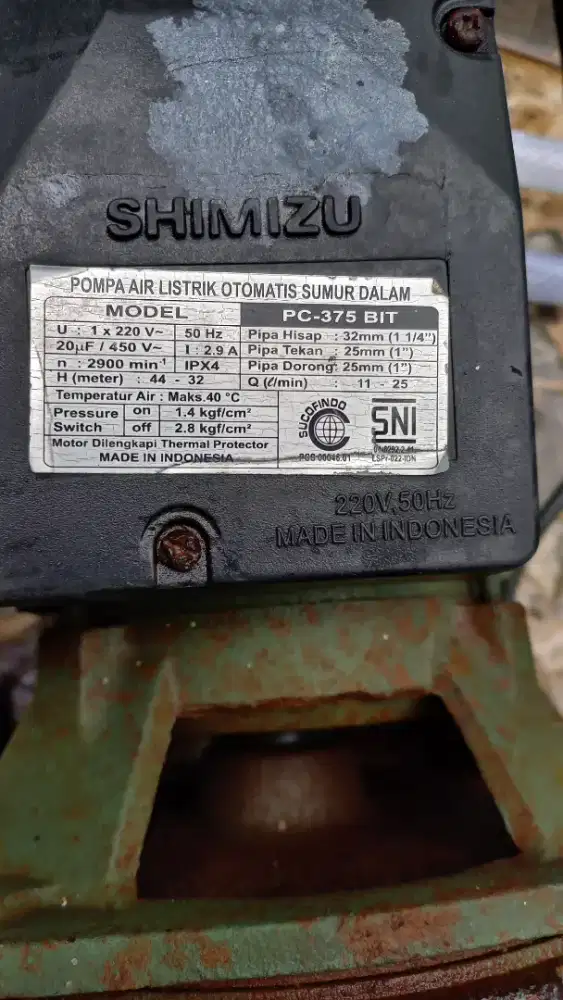 SHIMIZU
POMPA AIR LISTRIK OTOMATIS SUMUR DALAM
MODEL PC-375 BIT
U : 1 x 220 V~ 50 Hz Pipa Hisap : 32mm (1 1/4")
20µF / 450 V~ I : 2.9 A Pipa Tekan : 25mm (1")
n : 2900 min⁻¹ IPX4 Pipa Dorong : 25mm (1")
H (meter) : 44 - 32 Q (ℓ/min) : 11 - 25
Temperatur Air : Maks.40 °C
Pressure on 1.4 kgf/cm²
Switch off 2.8 kgf/cm²
Motor Dilengkapi Thermal Protector
MADE IN INDONESIA
SUCOFINDO
SNI
220V,50Hz
MADE IN INDONESIA